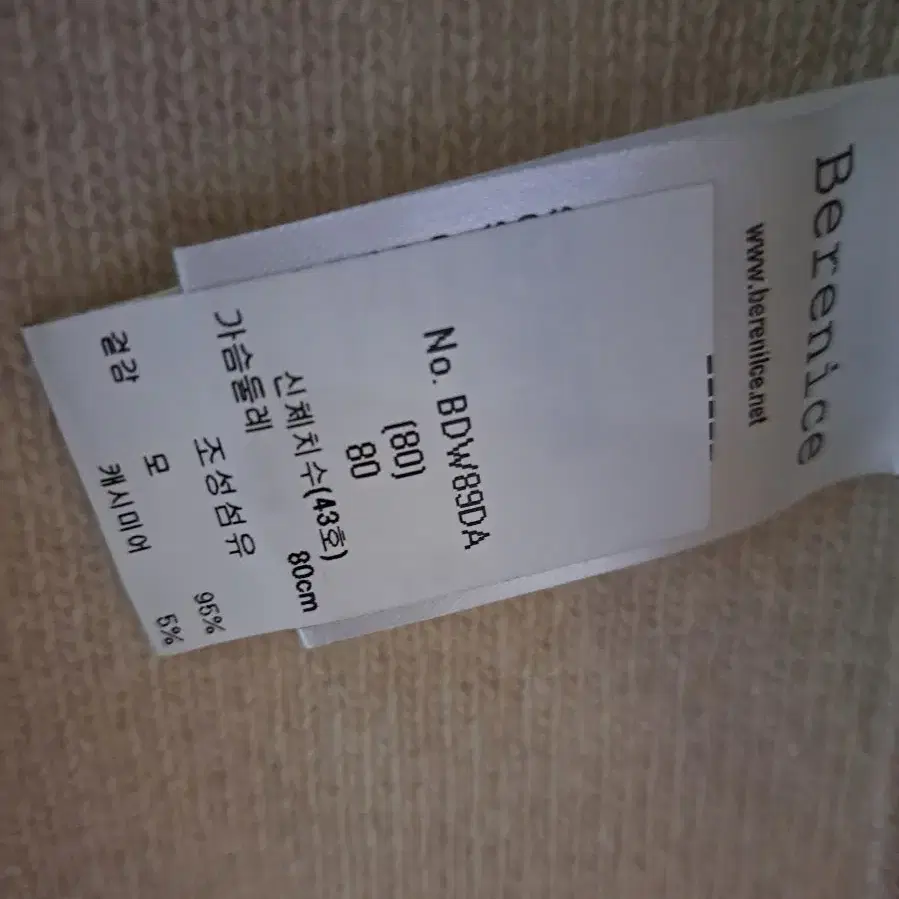 Berenice
www.berenilce.net
No. BDW89DA
(80)
80
신체치수(43호)
가슴둘레 80cm
조성섬유
겉감 모 95%
캐시미어 5%